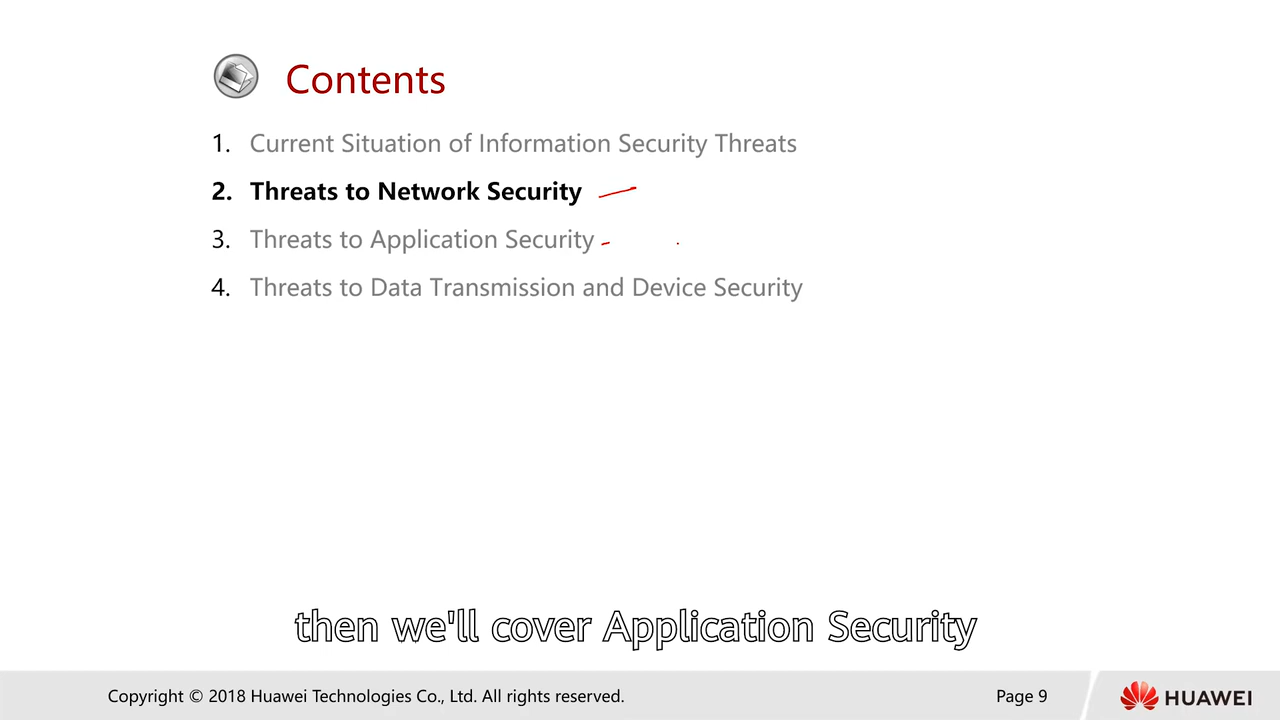 Contents
1. Current Situation of Information Security Threats
2. Threats to Network Security
3. Threats to Application Security
4. Threats to Data Transmission and Device Security
then we'll cover Application Security
Copyright © 2018 Huawei Technologies Co., Ltd. All rights reserved.
Page 9
HUAWEI